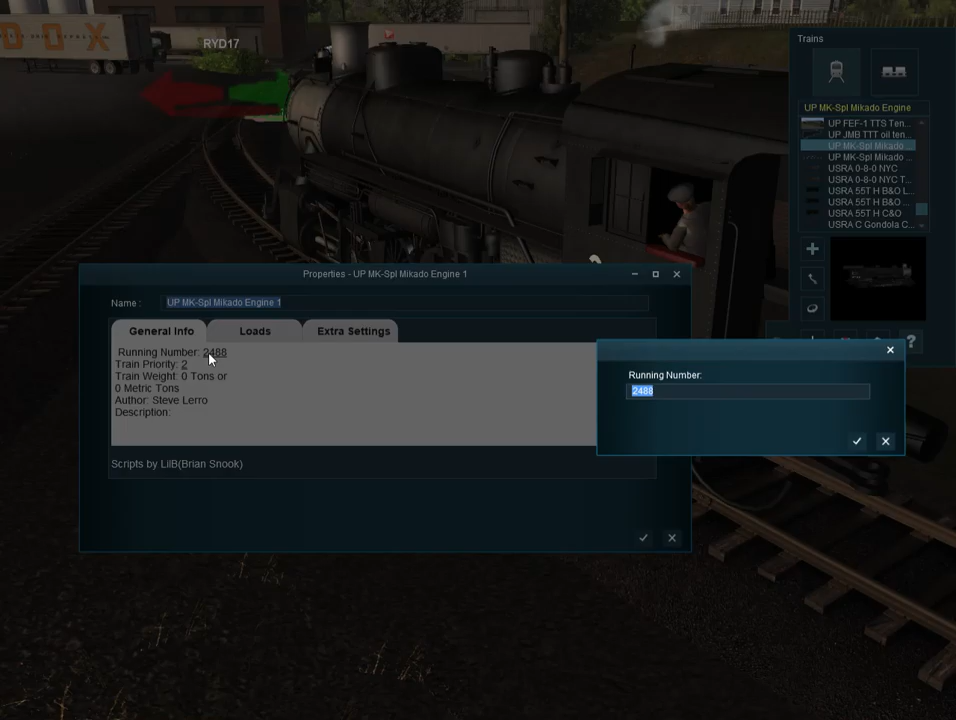 OOX
RYD17
Trains
UP MK-Spl Mikado Engine
UP FEF-1 TTS Ten...
UP JMB TTT oil ten...
UP MK-Spl Mikado ...
UP MK-Spl Mikado ...
USRA 0-8-0 NYC
USRA 0-8-0 NYC T...
USRA 55T H B&O L...
USRA 55T H B&O ...
USRA 55T H C&O
USRA C Gondola C...
Properties - UP MK-Spl Mikado Engine 1
Name :
UP MK-Spl Mikado Engine 1
General Info
Loads
Extra Settings
Running Number: 2488
Train Priority: 2
Train Weight: 0 Tons or
0 Metric Tons
Author: Steve Lerro
Description:
Scripts by LilB(Brian Snook)
Running Number:
2488